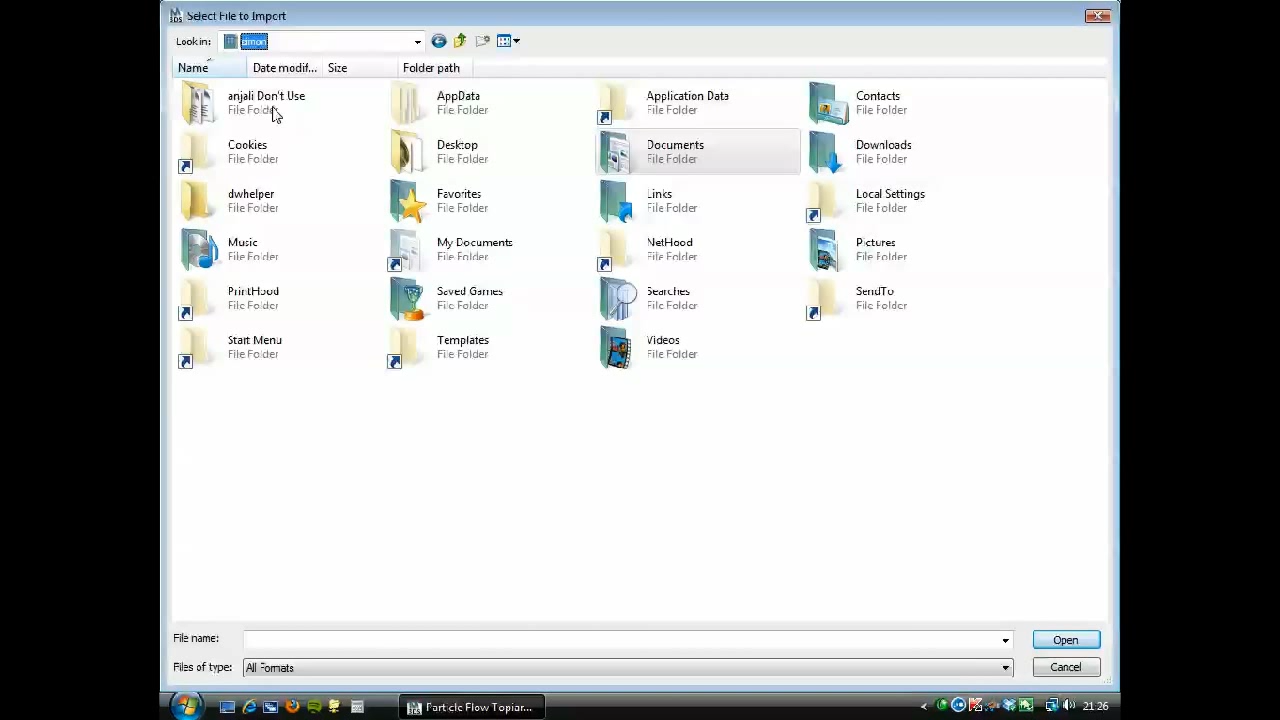 Select File to Import
Look in: simon
Name Date modif... Size Folder path
anjali Don't Use
File Folder
AppData
File Folder
Application Data
File Folder
Contacts
File Folder
Cookies
File Folder
Desktop
File Folder
Documents
File Folder
Downloads
File Folder
dwhelper
File Folder
Favorites
File Folder
Links
File Folder
Local Settings
File Folder
Music
File Folder
My Documents
File Folder
NetHood
File Folder
Pictures
File Folder
PrintHood
File Folder
Saved Games
File Folder
Searches
File Folder
SendTo
File Folder
Start Menu
File Folder
Templates
File Folder
Videos
File Folder
File name: Open
Files of type: All Formats Cancel
Particle Flow Topiar... 21:26